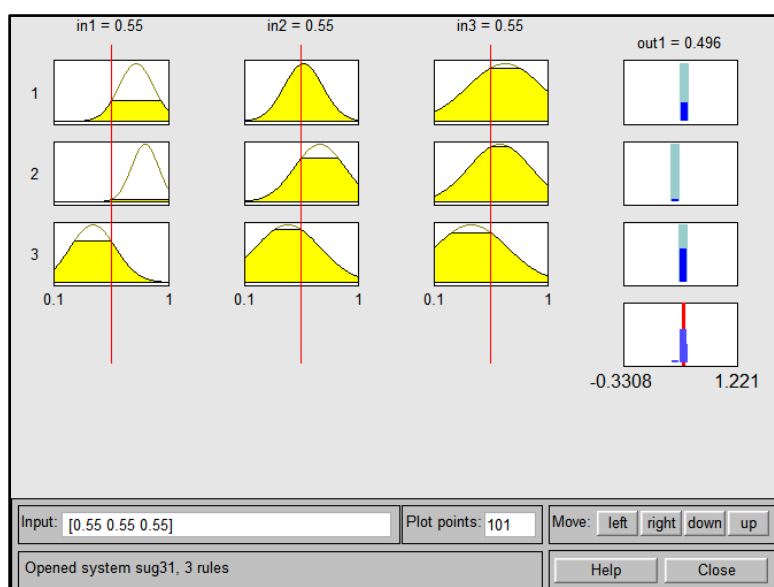 in1 = 0.55 in2 = 0.55 in3 = 0.55
out1 = 0.496
1
2
3
0.1 1 0.1 1 0.1 1
-0.3308 1.221
Input: [0.55 0.55 0.55] Plot points: 101 Move: left right down up
Opened system sug31, 3 rules Help Close